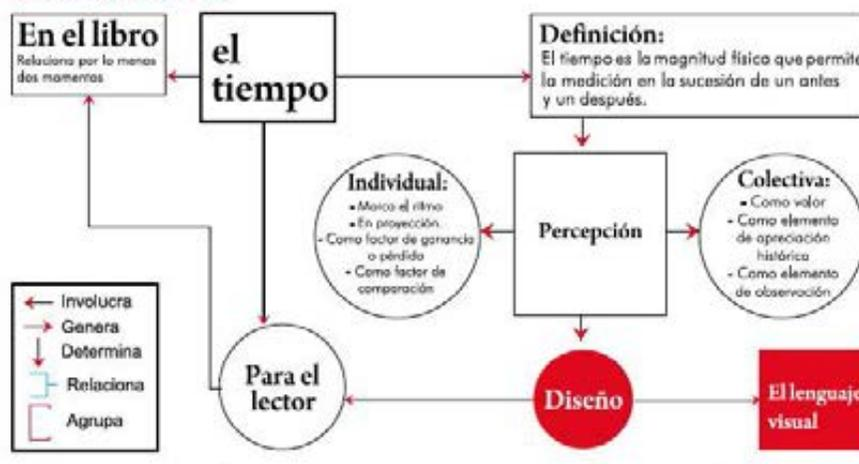 En el libro
Relaciona por lo menos
dos momentos
el
tiempo
Definición:
El tiempo es la magnitud física que permite
la medición en la sucesión de un antes
y un después.
Individual:
- Marca el ritmo
- En proyección.
- Como factor de ganancia
o pérdida
- Como factor de
comparación
Percepción
Colectiva:
- Como valor
- Como elemento
de apreciación
histórica
- Como elemento
de observación
Involucra
Genera
Determina
Relaciona
Agrupa
Para el
lector
Diseño
El lenguaje
visual